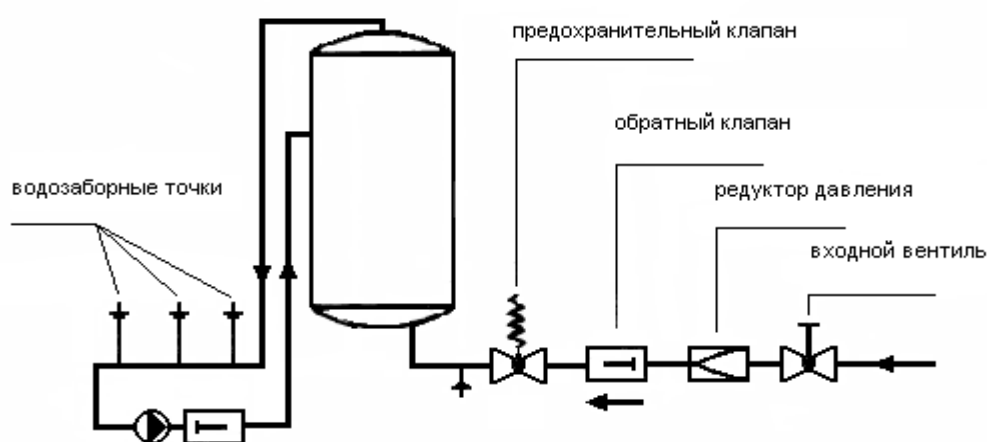 предохранительный клапан
обратный клапан
водозаборные точки
редуктор давления
входной вентиль